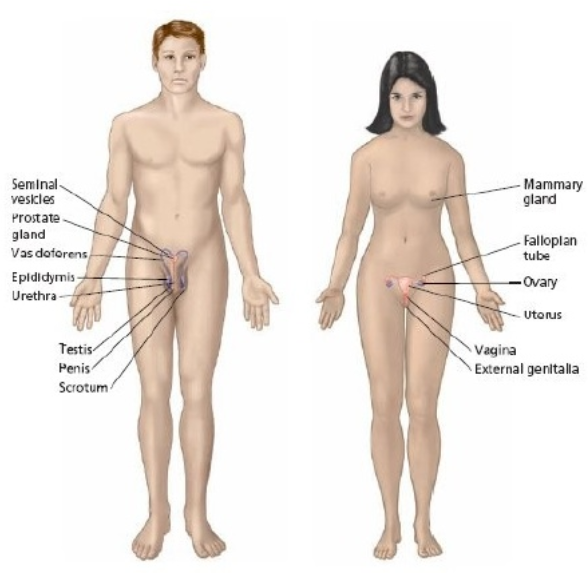 Seminal
vesicles
Prostate
gland
Vas deferens
Epididymis
Urethra
Testis
Penis
Scrotum
Mammary
gland
Fallopian
tube
Ovary
Uterus
Vagina
External genitalia